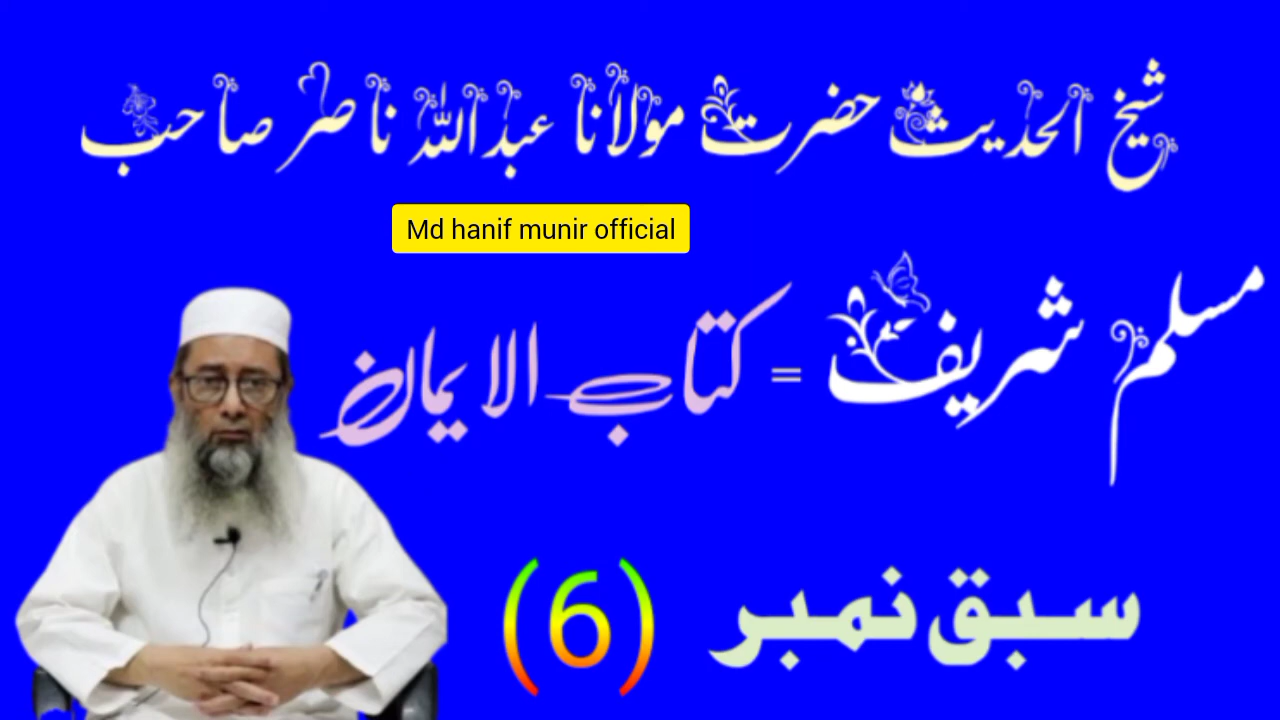 شیخ الحدیث حضرت مولانا عبداللہ ناصر صاحب
Md hanif munir official
مسلم شریف = کتاب الایمان
سبق نمبر (6)